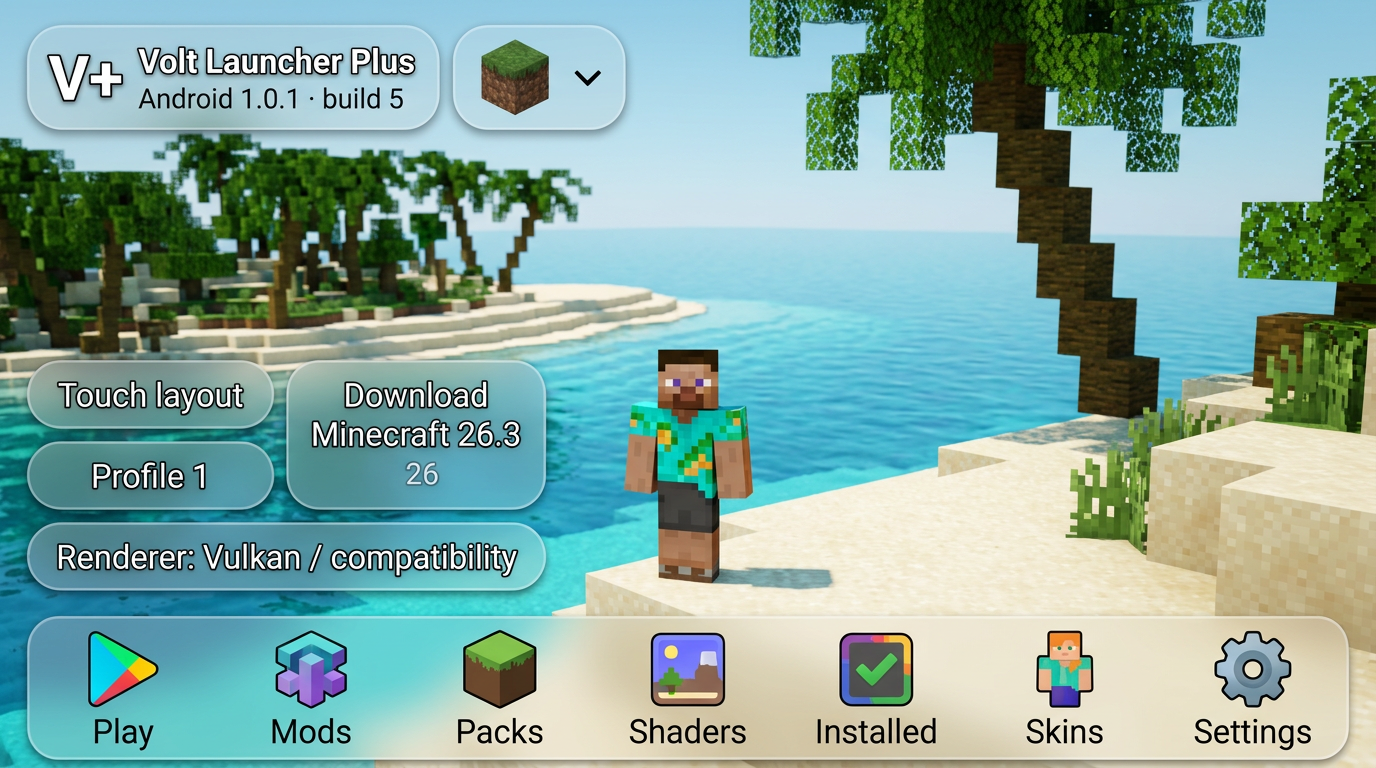 V+
Volt Launcher Plus
Android 1.0.1 · build 5
Touch layout
Profile 1
Download
Minecraft 26.3
26
Renderer: Vulkan / compatibility
Play
Mods
Packs
Shaders
Installed
Skins
Settings